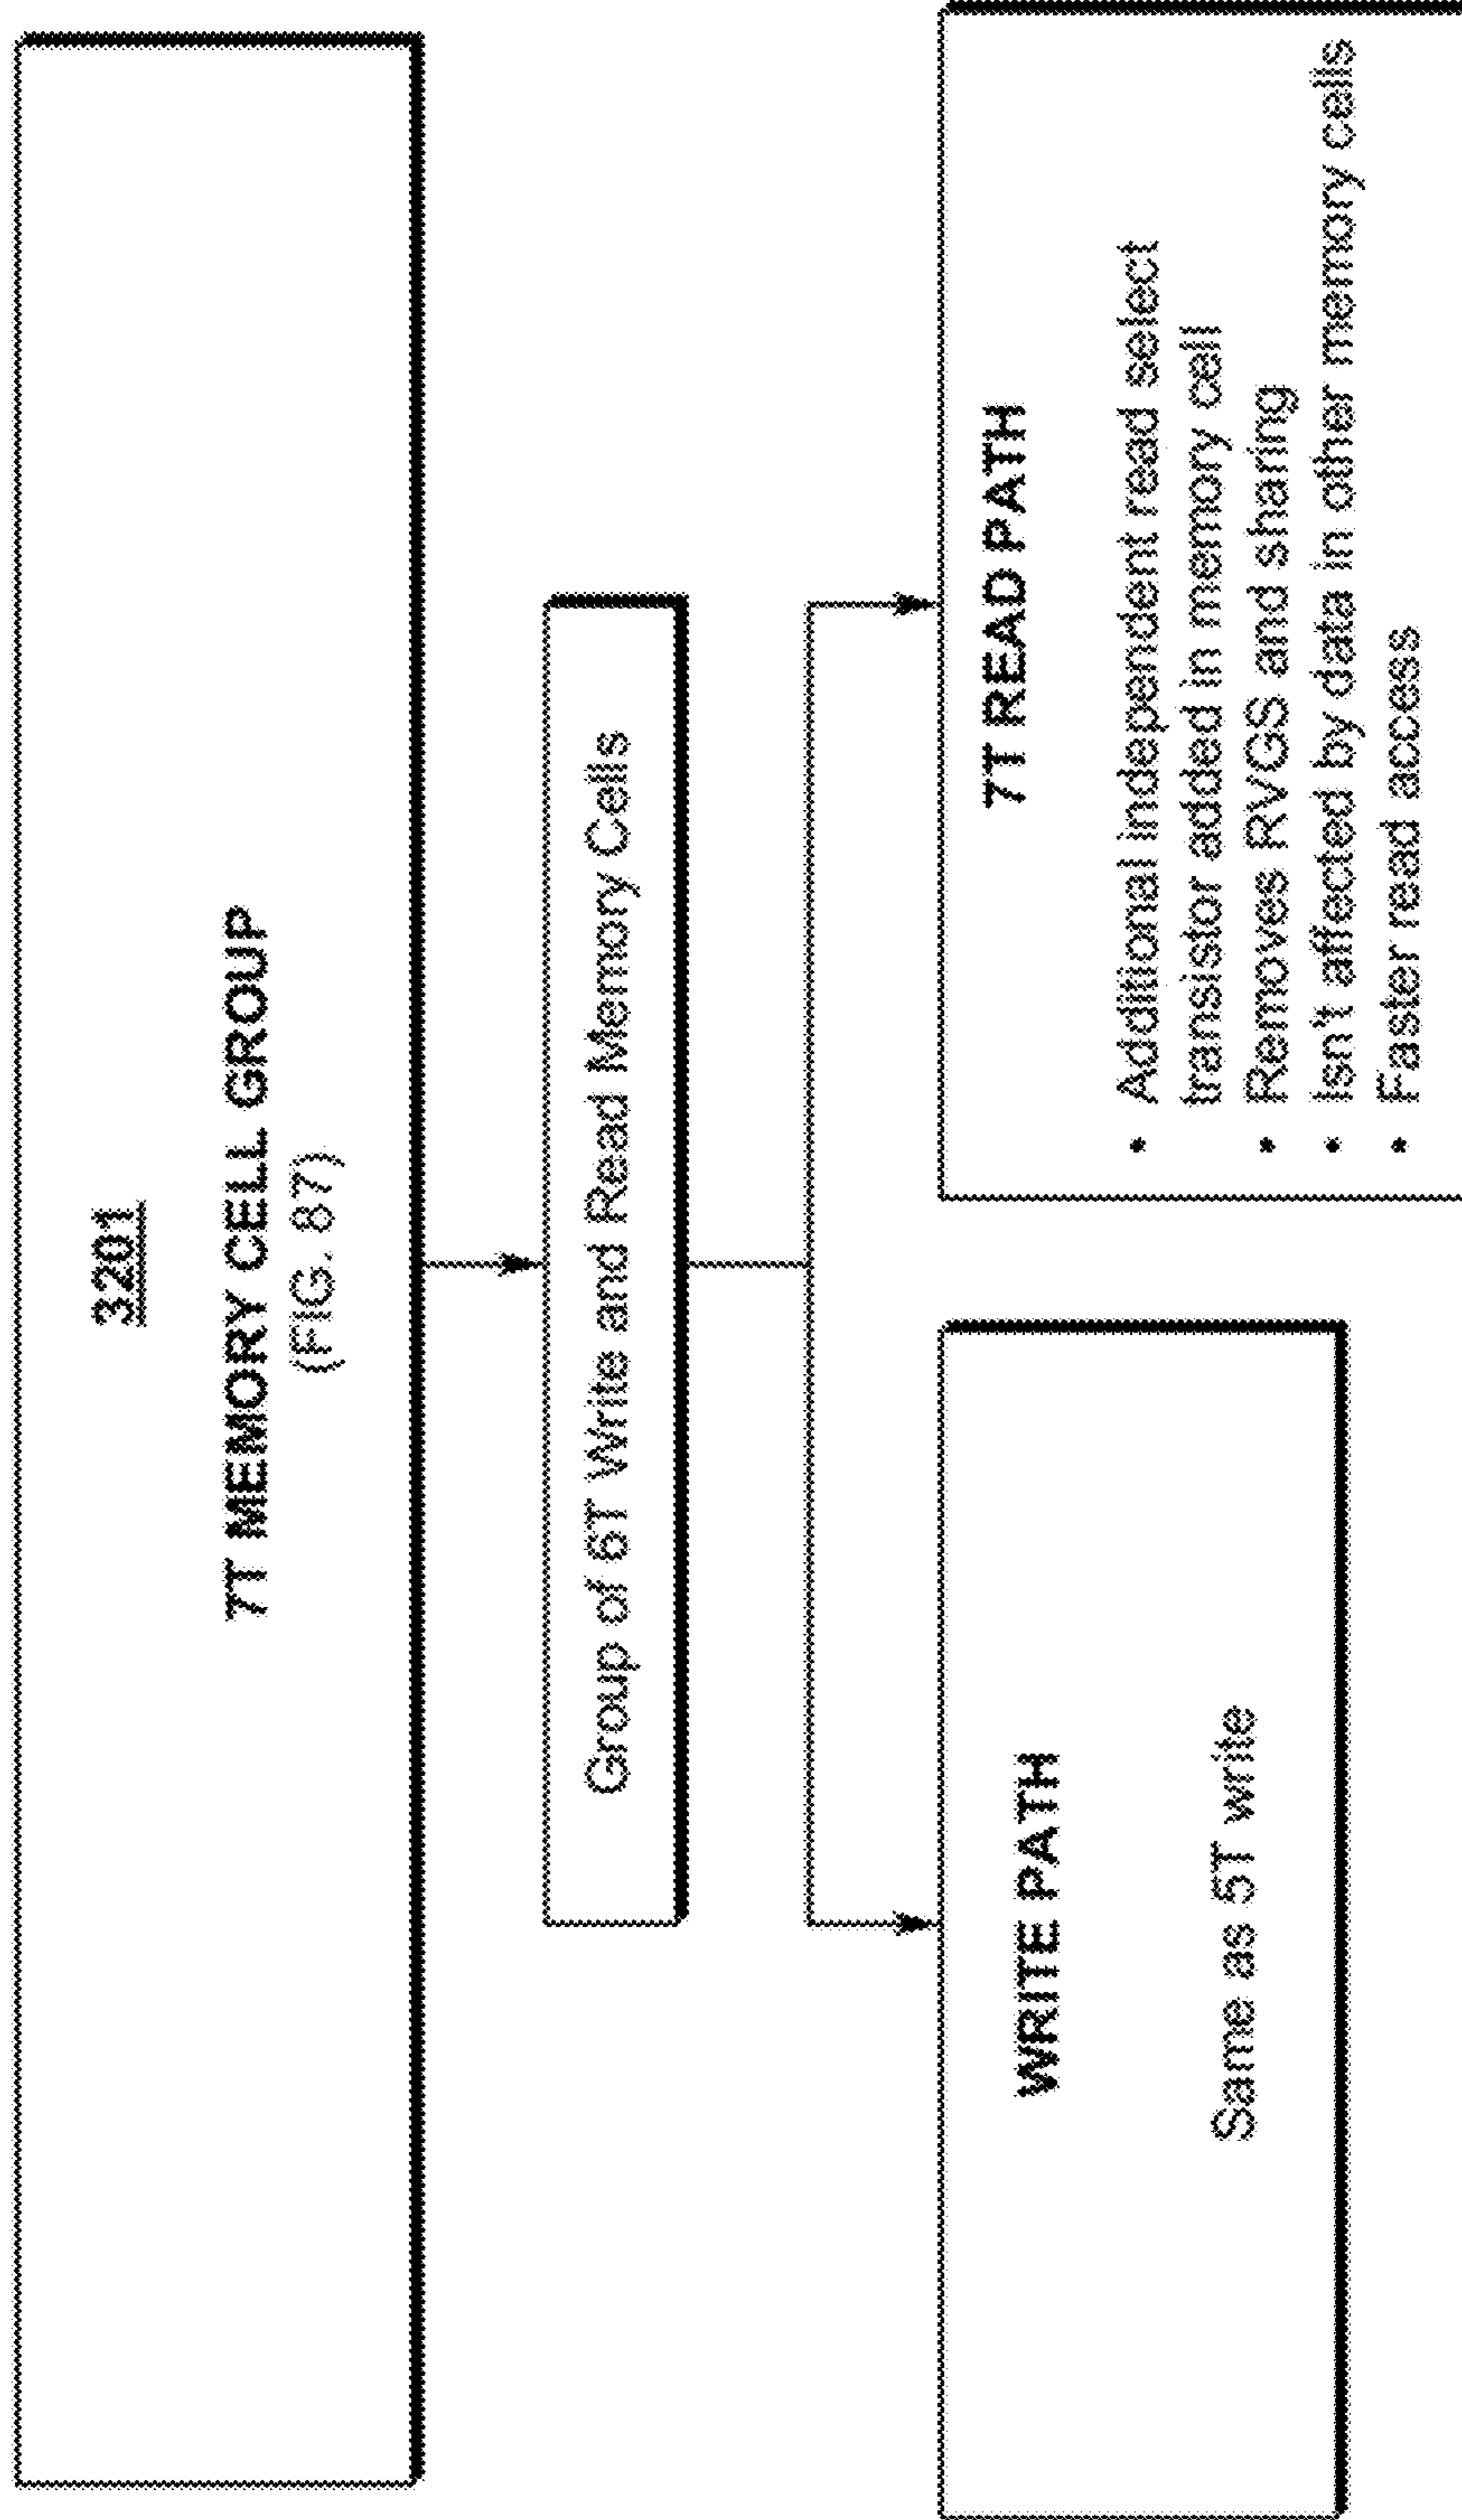 3201
7T MEMORY CELL GROUP
(FIG. 87)
Group of 6T Write and Read Memory Cells
WRITE PATH
Same as 5T write
7T READ PATH
• Additional independent read select
transistor added in memory cell
• Removes RVGS and sharing
• Isn't affected by data in other memory cells
• Faster read access